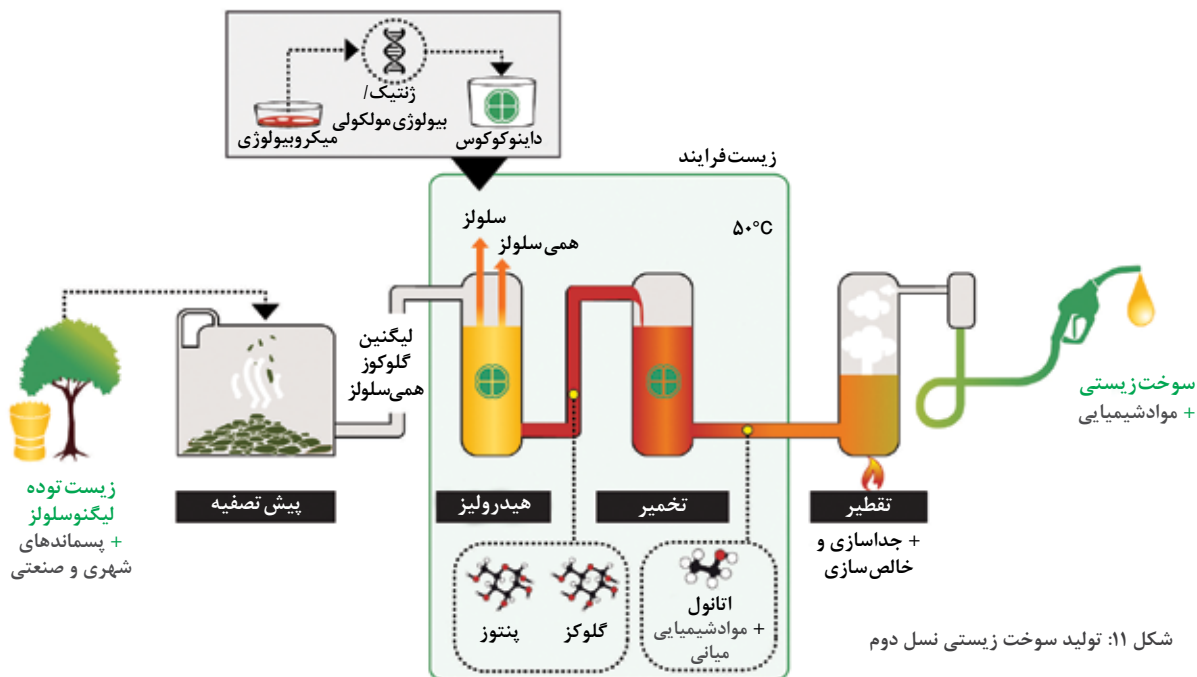 ژنتیک/
بیولوژی مولکولی
میکروبیولوژی
داینوکوکوس
زیست‌فرایند
۵۰°C
سلولز
همی‌سلولز
لیگنین
گلوکوز
همی‌سلولز
زیست توده
لیگنوسلولز
+ پسماندهای
شهری و صنعتی
پیش تصفیه
هیدرولیز
تخمیر
تقطیر
+ جداسازی و
خالص‌سازی
سوخت زیستی
+ موادشیمیایی
پنتوز
گلوکز
اتانول
+ موادشیمیایی
میانی
شکل ۱۱: تولید سوخت زیستی نسل دوم